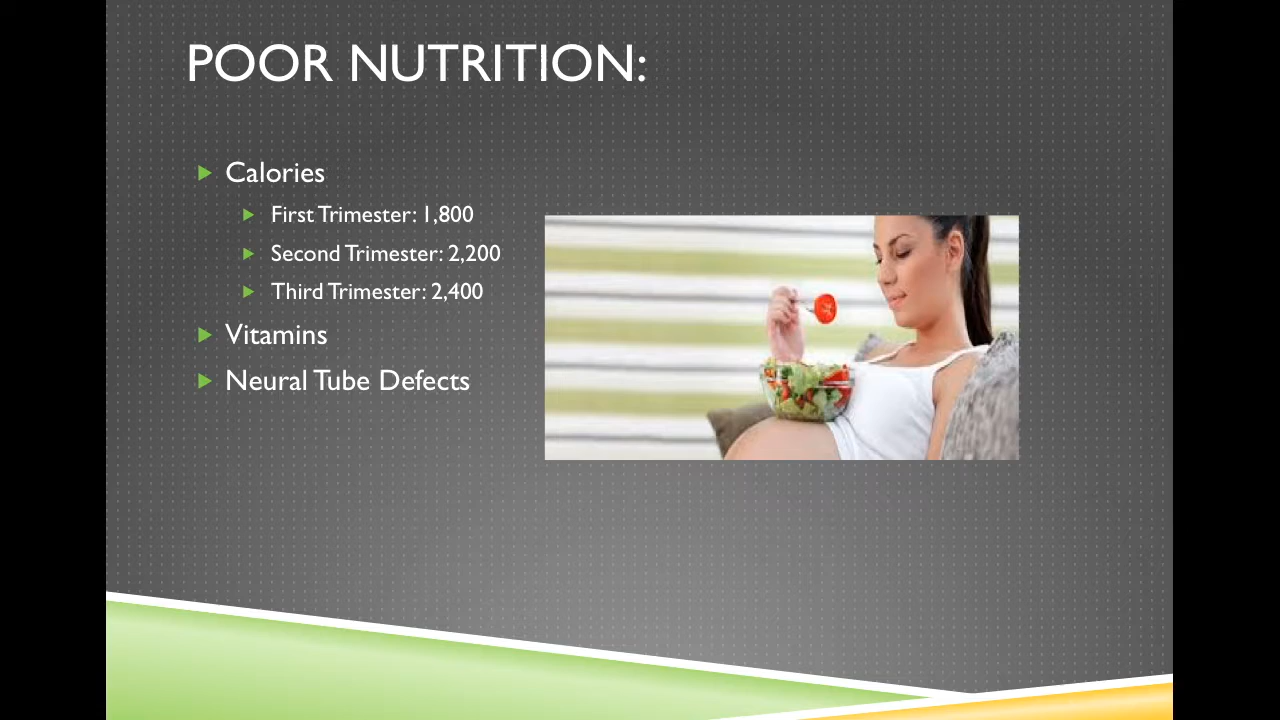 POOR NUTRITION:
Calories
First Trimester: 1,800
Second Trimester: 2,200
Third Trimester: 2,400
Vitamins
Neural Tube Defects